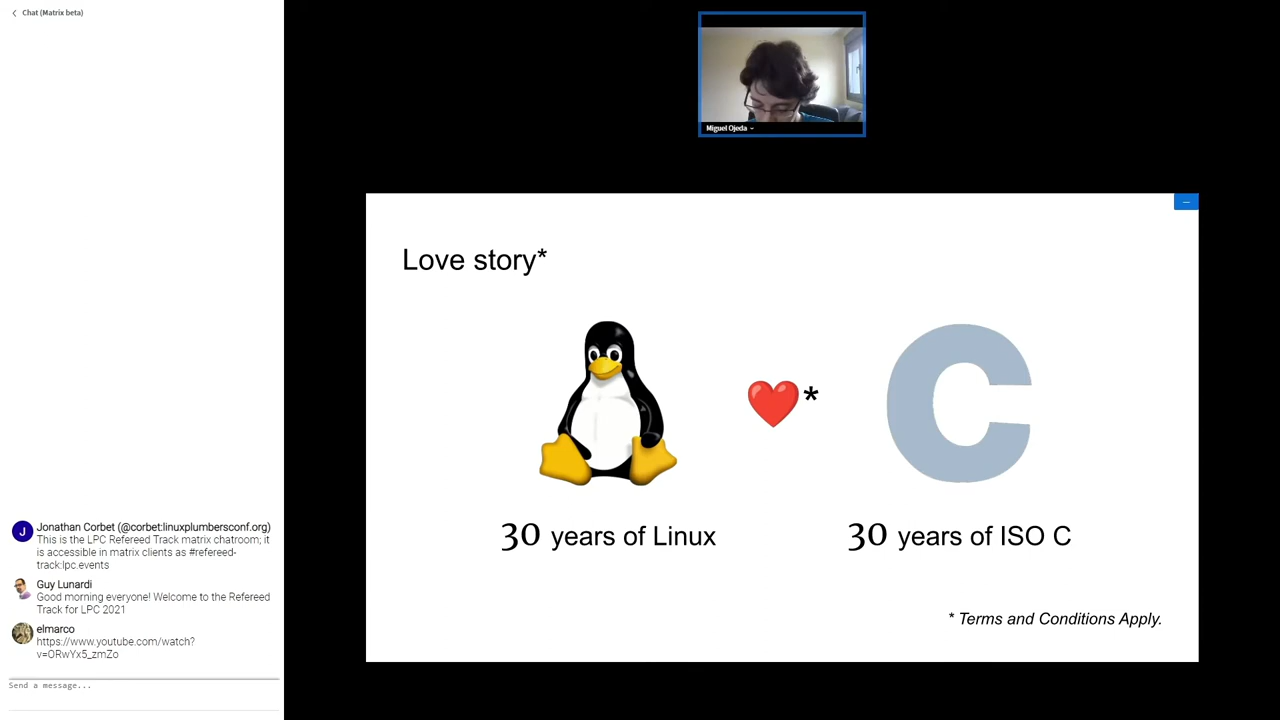 Chat (Matrix beta)
Miguel Ojeda
Love story*
*
C
30 years of Linux
30 years of ISO C
* Terms and Conditions Apply.
J
Jonathan Corbet (@corbet:linuxplumbersconf.org)
This is the LPC Refereed Track matrix chatroom; it
is accessible in matrix clients as #refereed-
track:lpc.events
Guy Lunardi
Good morning everyone! Welcome to the Refereed
Track for LPC 2021
elmarco
https://www.youtube.com/watch?
v=ORwYx5_zmZo
Send a message...